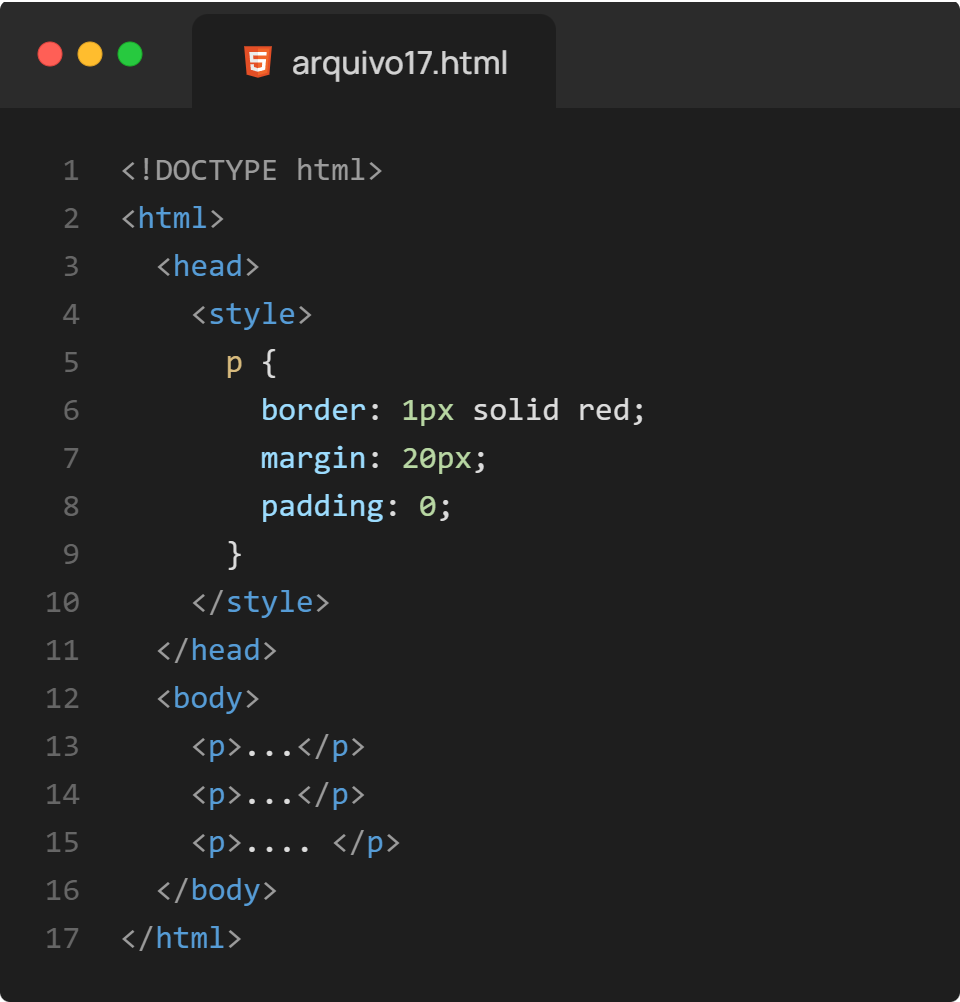 arquivo17.html
1 <!DOCTYPE html>
2 <html>
3   <head>
4     <style>
5       p {
6         border: 1px solid red;
7         margin: 20px;
8         padding: 0;
9       }
10     </style>
11   </head>
12   <body>
13     <p>...</p>
14     <p>...</p>
15     <p>.... </p>
16   </body>
17 </html>